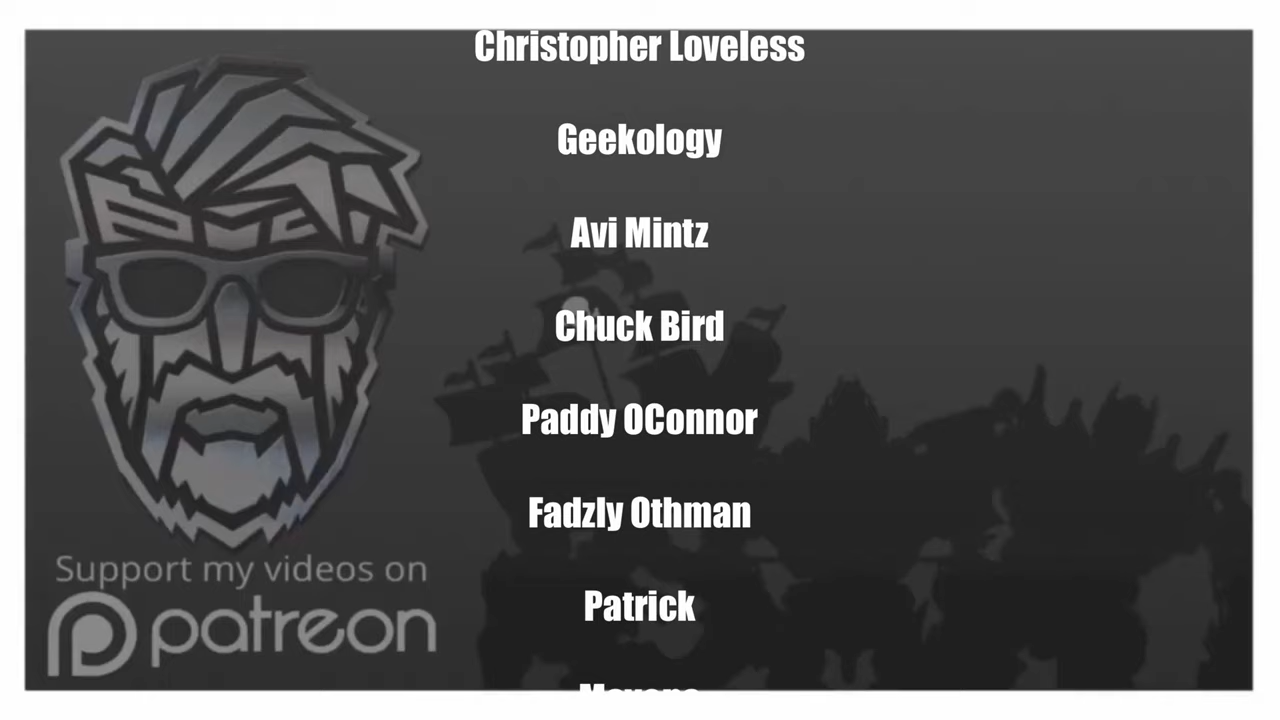 Christopher Loveless
Geekology
Avi Mintz
Chuck Bird
Paddy OConnor
Fadzly Othman
Patrick
Support my videos on
patreon